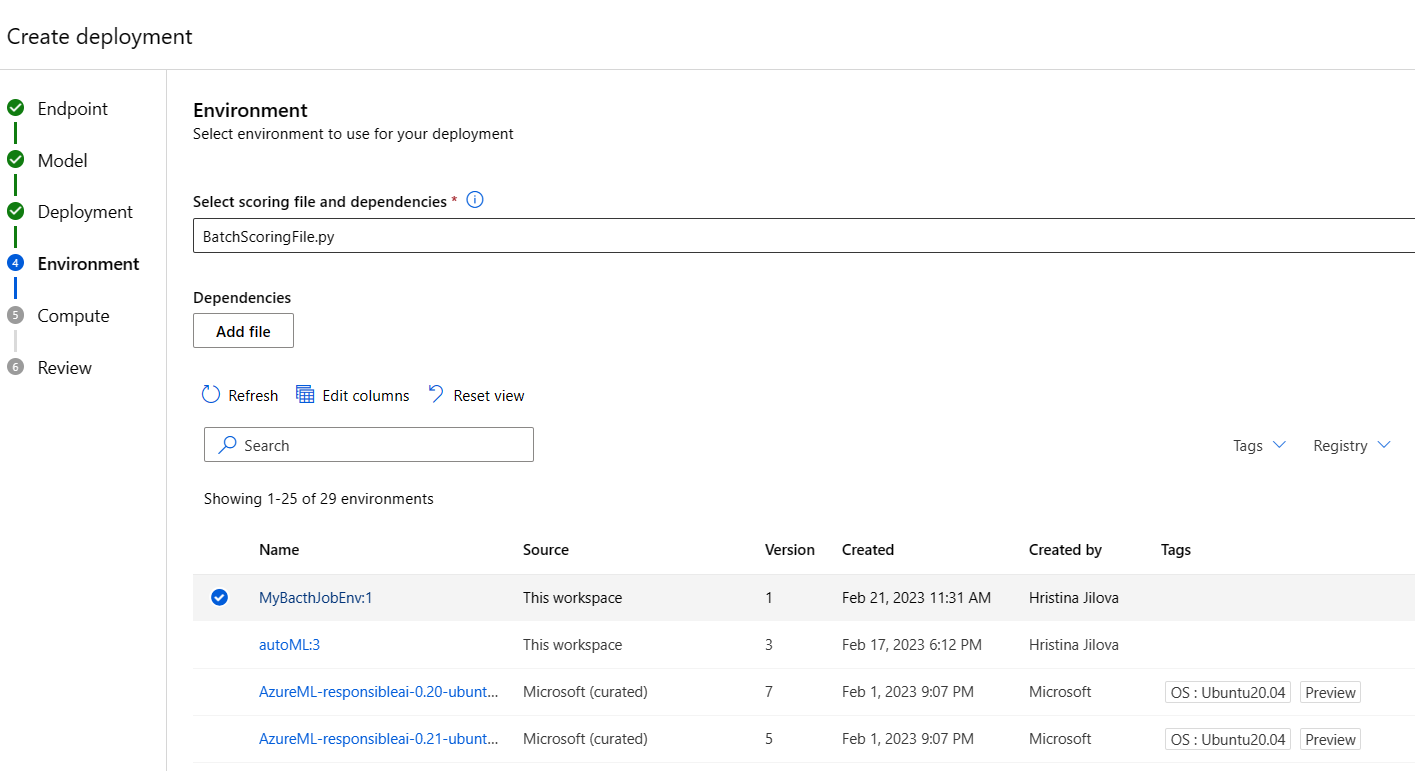 Create deployment
Endpoint
Model
Deployment
4 Environment
5 Compute
6 Review
Environment
Select environment to use for your deployment
Select scoring file and dependencies *
BatchScoringFile.py
Dependencies
Add file
Refresh Edit columns Reset view
Search Tags Registry
Showing 1-25 of 29 environments
Name Source Version Created Created by Tags
MyBacthJobEnv:1 This workspace 1 Feb 21, 2023 11:31 AM Hristina Jilova
autoML:3 This workspace 3 Feb 17, 2023 6:12 PM Hristina Jilova
AzureML-responsibleai-0.20-ubunt... Microsoft (curated) 7 Feb 1, 2023 9:07 PM Microsoft OS : Ubuntu20.04 Preview
AzureML-responsibleai-0.21-ubunt... Microsoft (curated) 5 Feb 1, 2023 9:07 PM Microsoft OS : Ubuntu20.04 Preview